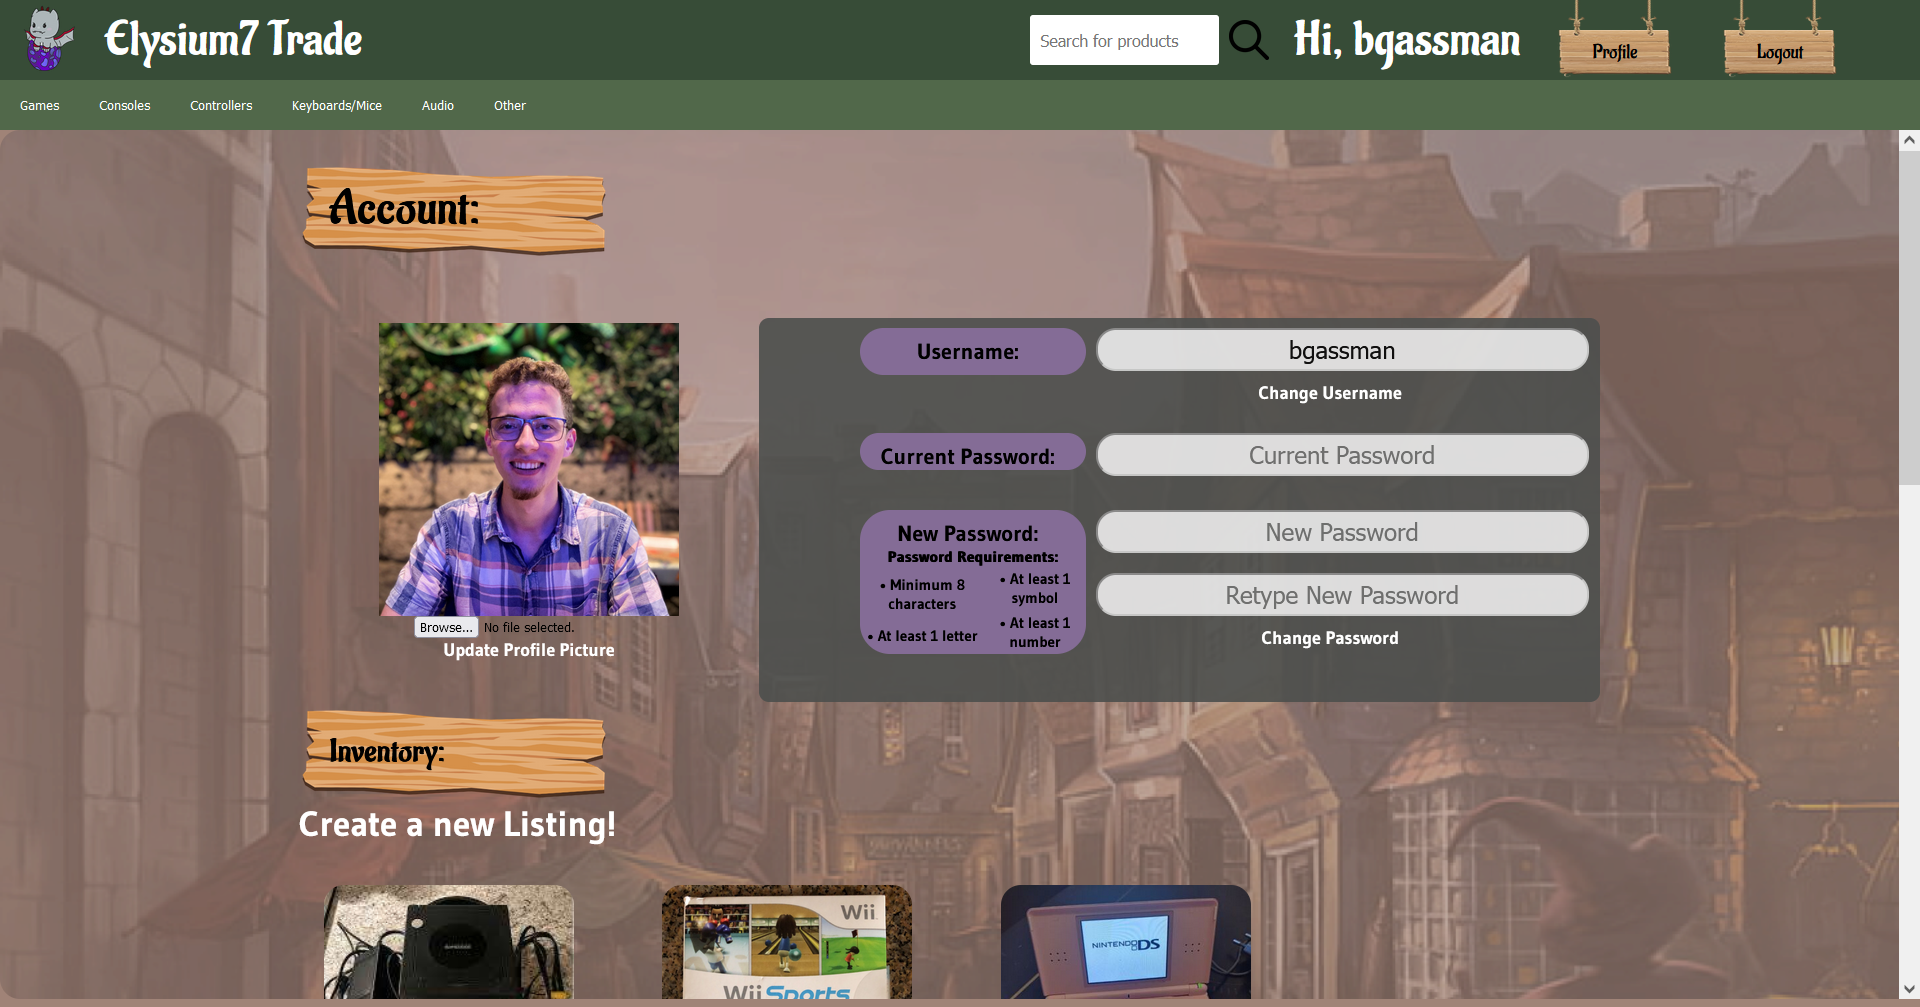 Elysium7 Trade
Search for products
Hi, bgassman
Profile
Logout
Games
Consoles
Controllers
Keyboards/Mice
Audio
Other
Account:
Username:
bgassman
Change Username
Current Password:
Current Password
New Password:
Password Requirements:
• Minimum 8
characters
• At least 1
symbol
• At least 1 letter
• At least 1
number
New Password
Retype New Password
Change Password
Browse...
No file selected.
Update Profile Picture
Inventory:
Create a new Listing!
Wii
Wii Sports
NINTENDO DS